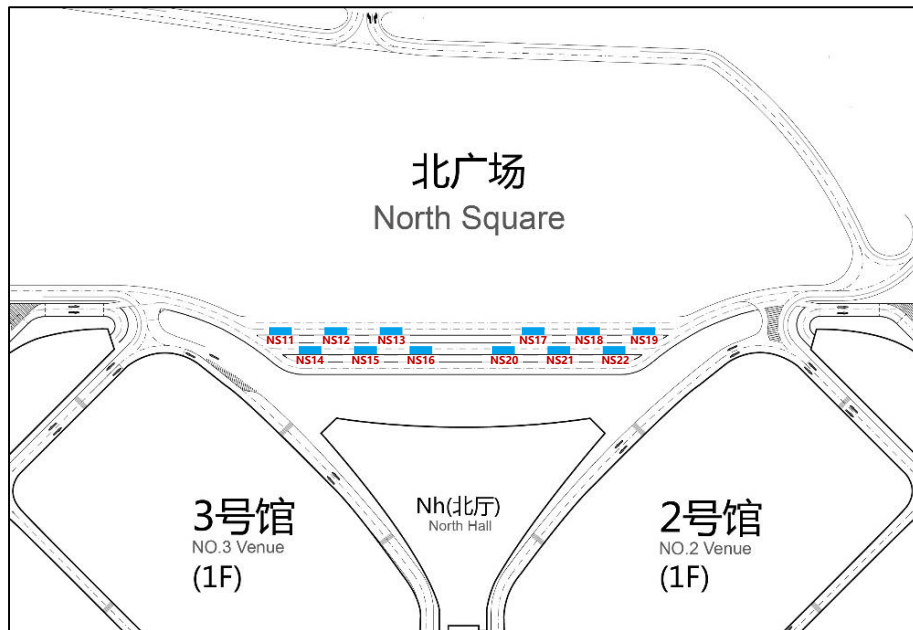 北广场
North Square
NS11 NS12 NS13 NS17 NS18 NS19
NS14 NS15 NS16 NS20 NS21 NS22
Nh(北厅)
North Hall
3号馆
NO.3 Venue
(1F)
2号馆
NO.2 Venue
(1F)